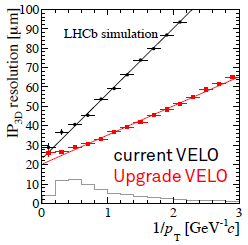 IP3D resolution [μm]
100
90
80
70
60
50
40
30
20
10
0
LHCb simulation
current VELO
Upgrade VELO
0 1 2 3
1/pT [GeV-1c]